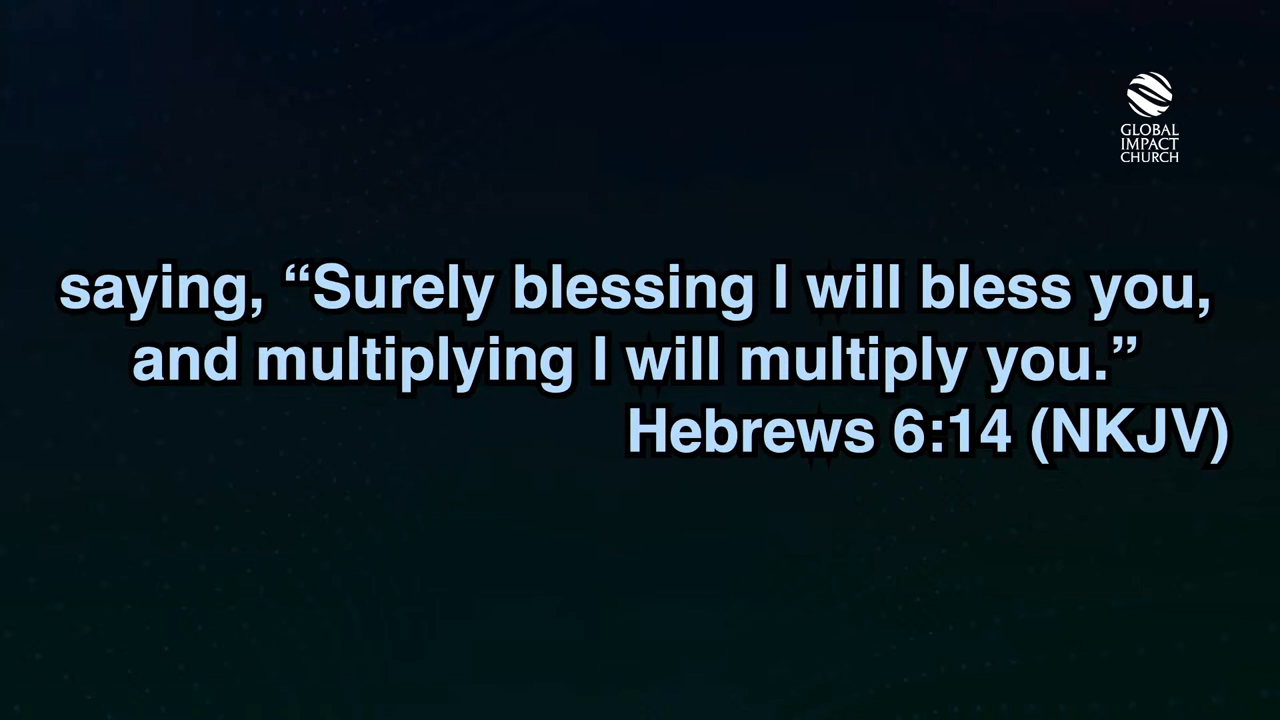 GLOBAL
IMPACT
CHURCH
saying, “Surely blessing I will bless you,
and multiplying I will multiply you.”
Hebrews 6:14 (NKJV)